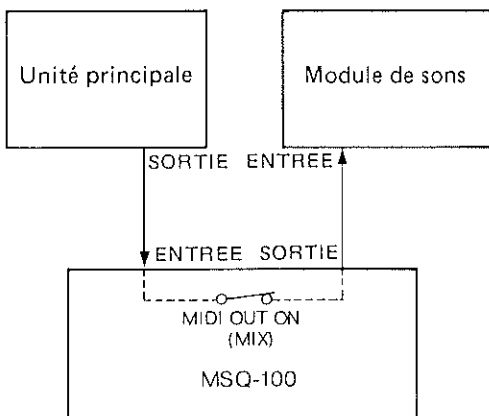 Unité principale
Module de sons
SORTIE ENTREE
ENTREE SORTIE
MIDI OUT ON
(MIX)
MSQ-100